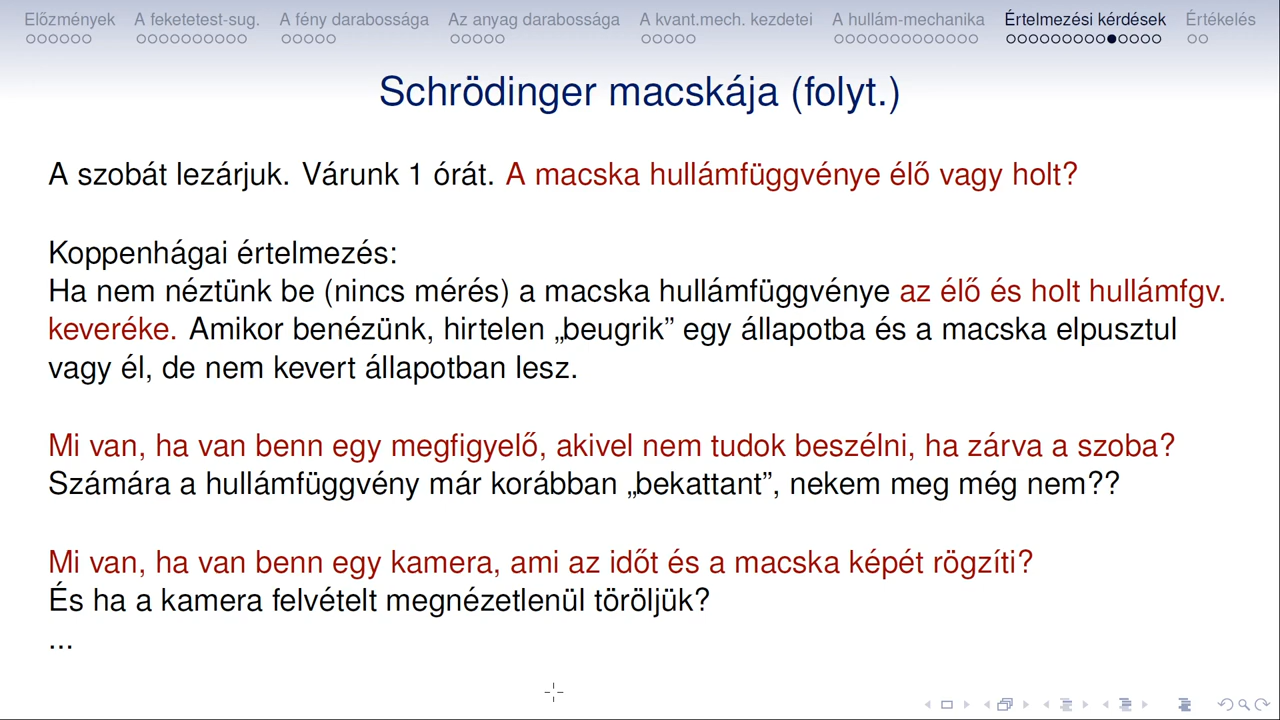 Előzmények A feketetest-sug. A fény darabossága Az anyag darabossága A kvant.mech. kezdetei A hullám-mechanika Értelmezési kérdések Értékelés
Schrödinger macskája (folyt.)
A szobát lezárjuk. Várunk 1 órát. A macska hullámfüggvénye élő vagy holt?
Koppenhágai értelmezés:
Ha nem néztünk be (nincs mérés) a macska hullámfüggvénye az élő és holt hullámfgv.
keveréke. Amikor benézünk, hirtelen „beugrik” egy állapotba és a macska elpusztul
vagy él, de nem kevert állapotban lesz.
Mi van, ha van benn egy megfigyelő, akivel nem tudok beszélni, ha zárva a szoba?
Számára a hullámfüggvény már korábban „bekattant”, nekem meg még nem??
Mi van, ha van benn egy kamera, ami az időt és a macska képét rögzíti?
És ha a kamera felvételt megnézetlenül töröljük?
...